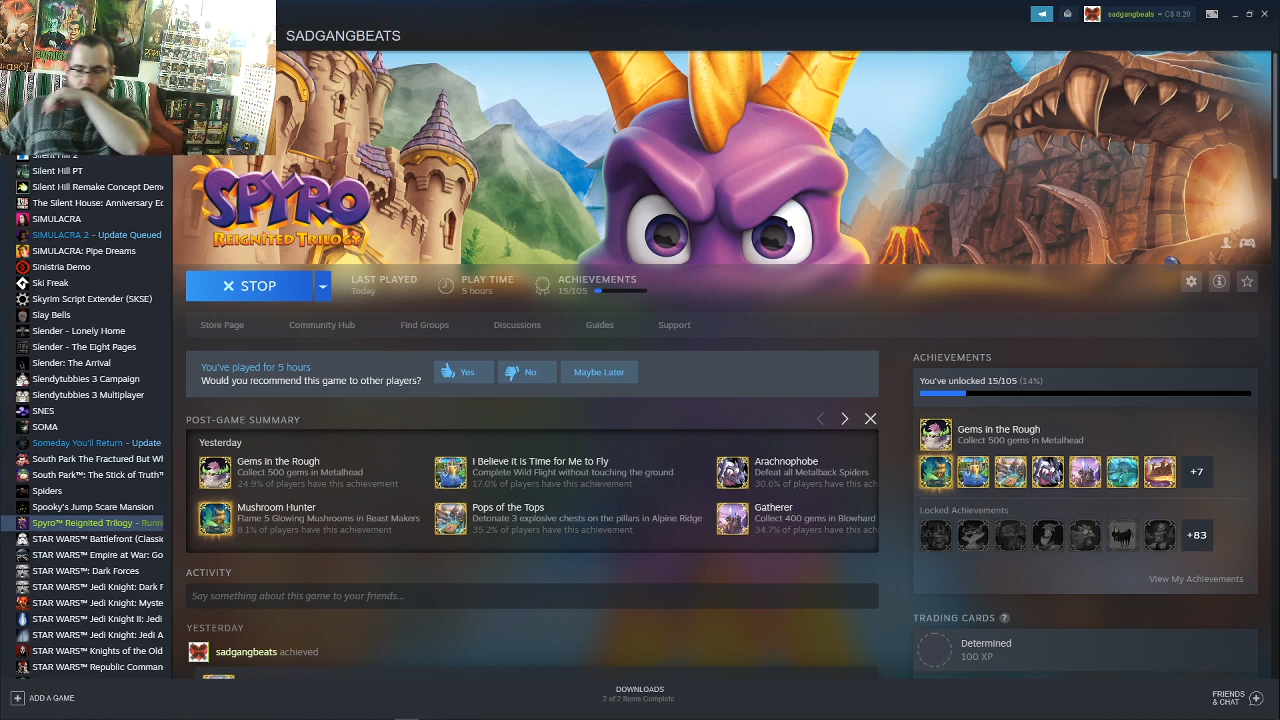 SADGANGBEATS
sadgangbeats
C$ 0.20
SPYRO
REIGNITED TRILOGY
Silent Hill 2
Silent Hill PT
Silent Hill Remake Concept Demo
The Silent House: Anniversary Ed
SIMULACRA
SIMULACRA 2 - Update Queued
SIMULACRA: Pipe Dreams
Sinistria Demo
Ski Freak
Skyrim Script Extender (SKSE)
Slay Bells
Slender - Lonely Home
Slender - The Eight Pages
Slender: The Arrival
Slendytubbies 3 Campaign
Slendytubbies 3 Multiplayer
SNES
SOMA
Someday You'll Return - Update
South Park The Fractured But Wh
South Park™: The Stick of Truth™
Spiders
Spooky's Jump Scare Mansion
Spyro™ Reignited Trilogy - Runn
STAR WARS™ Battlefront (Classic
STAR WARS™ Empire at War: Go
STAR WARS™: Dark Forces
STAR WARS™ Jedi Knight: Dark F
STAR WARS™ Jedi Knight: Myste
STAR WARS™ Jedi Knight II: Jedi
STAR WARS™ Jedi Knight: Jedi A
STAR WARS™ Knights of the Old
STAR WARS™ Republic Comman
STOP
LAST PLAYED
Today
PLAY TIME
5 hours
ACHIEVEMENTS
15/105
Store Page
Community Hub
Find Groups
Discussions
Guides
Support
You've played for 5 hours
Would you recommend this game to other players?
Yes
No
Maybe Later
POST-GAME SUMMARY
Yesterday
Gems in the Rough
Collect 500 gems in Metalhead
24.9% of players have this achievement
I Believe it is Time for Me to Fly
Complete Wild Flight without touching the ground
17.0% of players have this achievement
Arachnophobe
Defeat all Metalback Spiders
30.6% of players have this ach
Mushroom Hunter
Flame 5 Glowing Mushrooms in Beast Makers
8.1% of players have this achievement
Pops of the Tops
Detonate 3 explosive chests on the pillars in Alpine Ridge
35.2% of players have this achievement
Gatherer
Collect 400 gems in Blowhard
34.7% of players have this ach
ACTIVITY
Say something about this game to your friends...
YESTERDAY
sadgangbeats achieved
ACHIEVEMENTS
You've unlocked 15/105 (14%)
Gems in the Rough
Collect 500 gems in Metalhead
+7
Locked Achievements
+83
View My Achievements
TRADING CARDS ?
Determined
100 XP
ADD A GAME
DOWNLOADS
2 of 2 Items Complete
FRIENDS
& CHAT